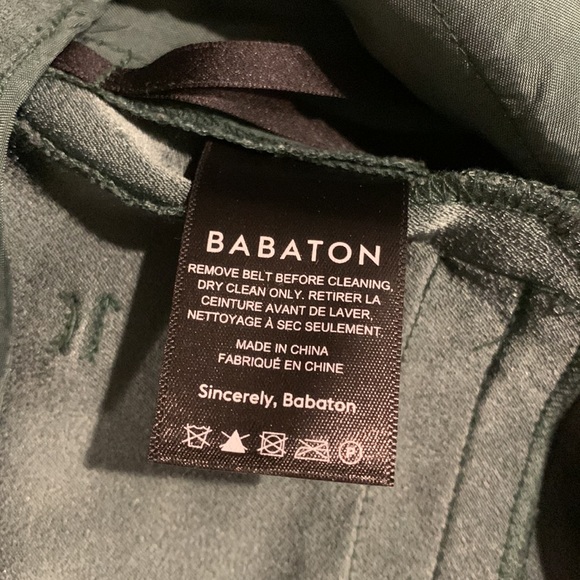 BABATON
REMOVE BELT BEFORE CLEANING,
DRY CLEAN ONLY. RETIRER LA
CEINTURE AVANT DE LAVER,
NETTOYAGE À SEC SEULEMENT.
MADE IN CHINA
FABRIQUÉ EN CHINE
Sincerely, Babaton
P